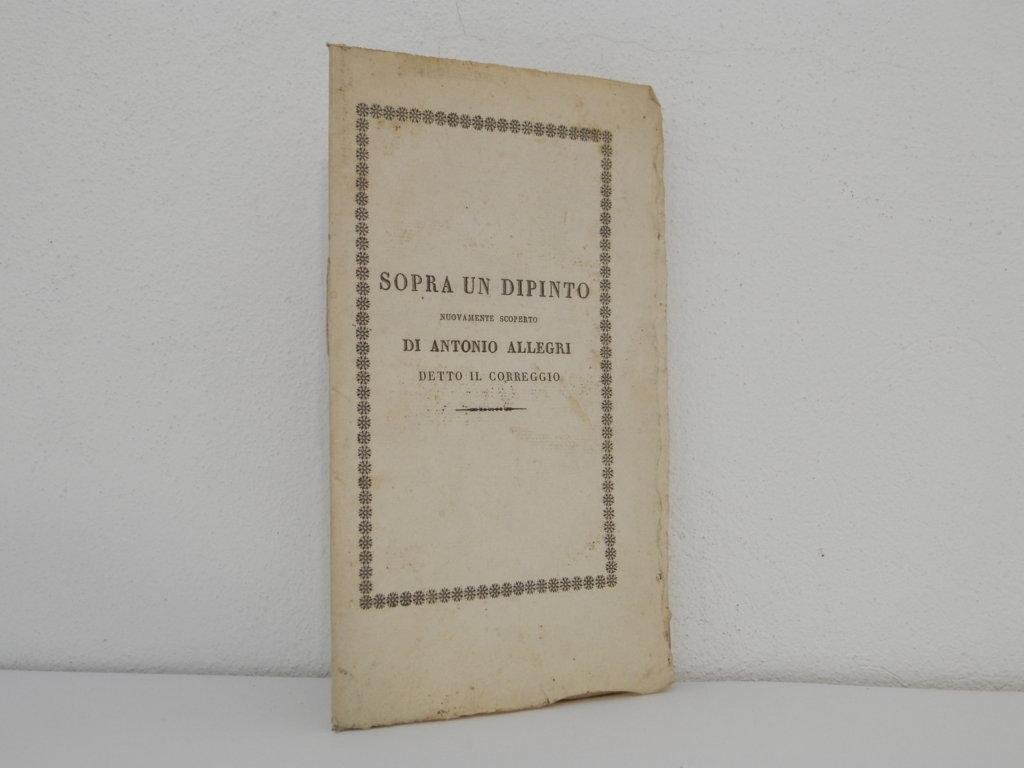 SOPRA UN DIPINTO
NUOVAMENTE SCOPERTO
DI ANTONIO ALLEGRI
DETTO IL CORREGGIO